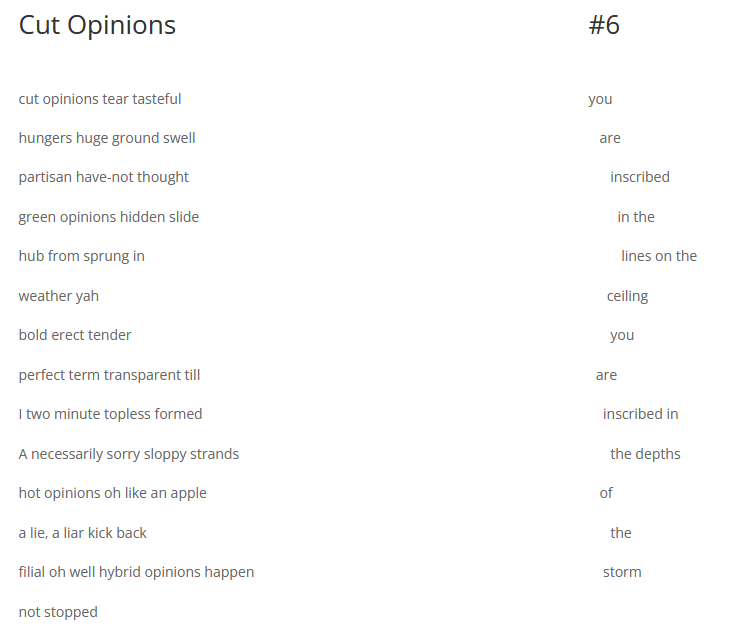 Cut Opinions
cut opinions tear tasteful
hungers huge ground swell
partisan have-not thought
green opinions hidden slide
hub from sprung in
weather yah
bold erect tender
perfect term transparent till
I two minute topless formed
A necessarily sorry sloppy strands
hot opinions oh like an apple
a lie, a liar kick back
filial oh well hybrid opinions happen
not stopped
#6
you
are
inscribed
in the
lines on the
ceiling
you
are
inscribed in
the depths
of
the
storm